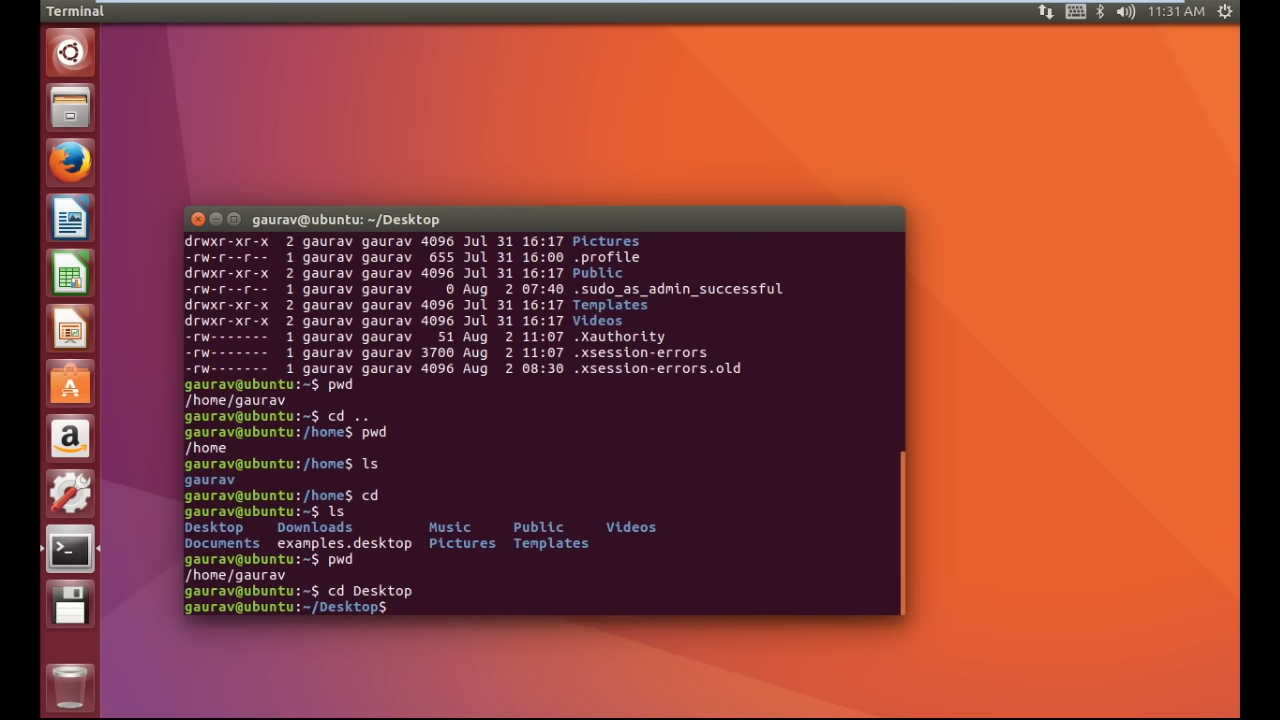 Terminal
11:31 AM
gaurav@ubuntu: ~/Desktop
drwxr-xr-x  2 gaurav gaurav 4096 Jul 31 16:17 Pictures
-rw-r--r--  1 gaurav gaurav  655 Jul 31 16:00 .profile
drwxr-xr-x  2 gaurav gaurav 4096 Jul 31 16:17 Public
-rw-r--r--  1 gaurav gaurav    0 Aug  2 07:40 .sudo_as_admin_successful
drwxr-xr-x  2 gaurav gaurav 4096 Jul 31 16:17 Templates
drwxr-xr-x  2 gaurav gaurav 4096 Jul 31 16:17 Videos
-rw-------  1 gaurav gaurav   51 Aug  2 11:07 .Xauthority
-rw-------  1 gaurav gaurav 3700 Aug  2 11:07 .xsession-errors
-rw-------  1 gaurav gaurav 4096 Aug  2 08:30 .xsession-errors.old
gaurav@ubuntu:~$ pwd
/home/gaurav
gaurav@ubuntu:~$ cd ..
gaurav@ubuntu:/home$ pwd
/home
gaurav@ubuntu:/home$ ls
gaurav
gaurav@ubuntu:/home$ cd
gaurav@ubuntu:~$ ls
Desktop    Downloads         Music     Public     Videos
Documents  examples.desktop  Pictures  Templates
gaurav@ubuntu:~$ pwd
/home/gaurav
gaurav@ubuntu:~$ cd Desktop
gaurav@ubuntu:~/Desktop$